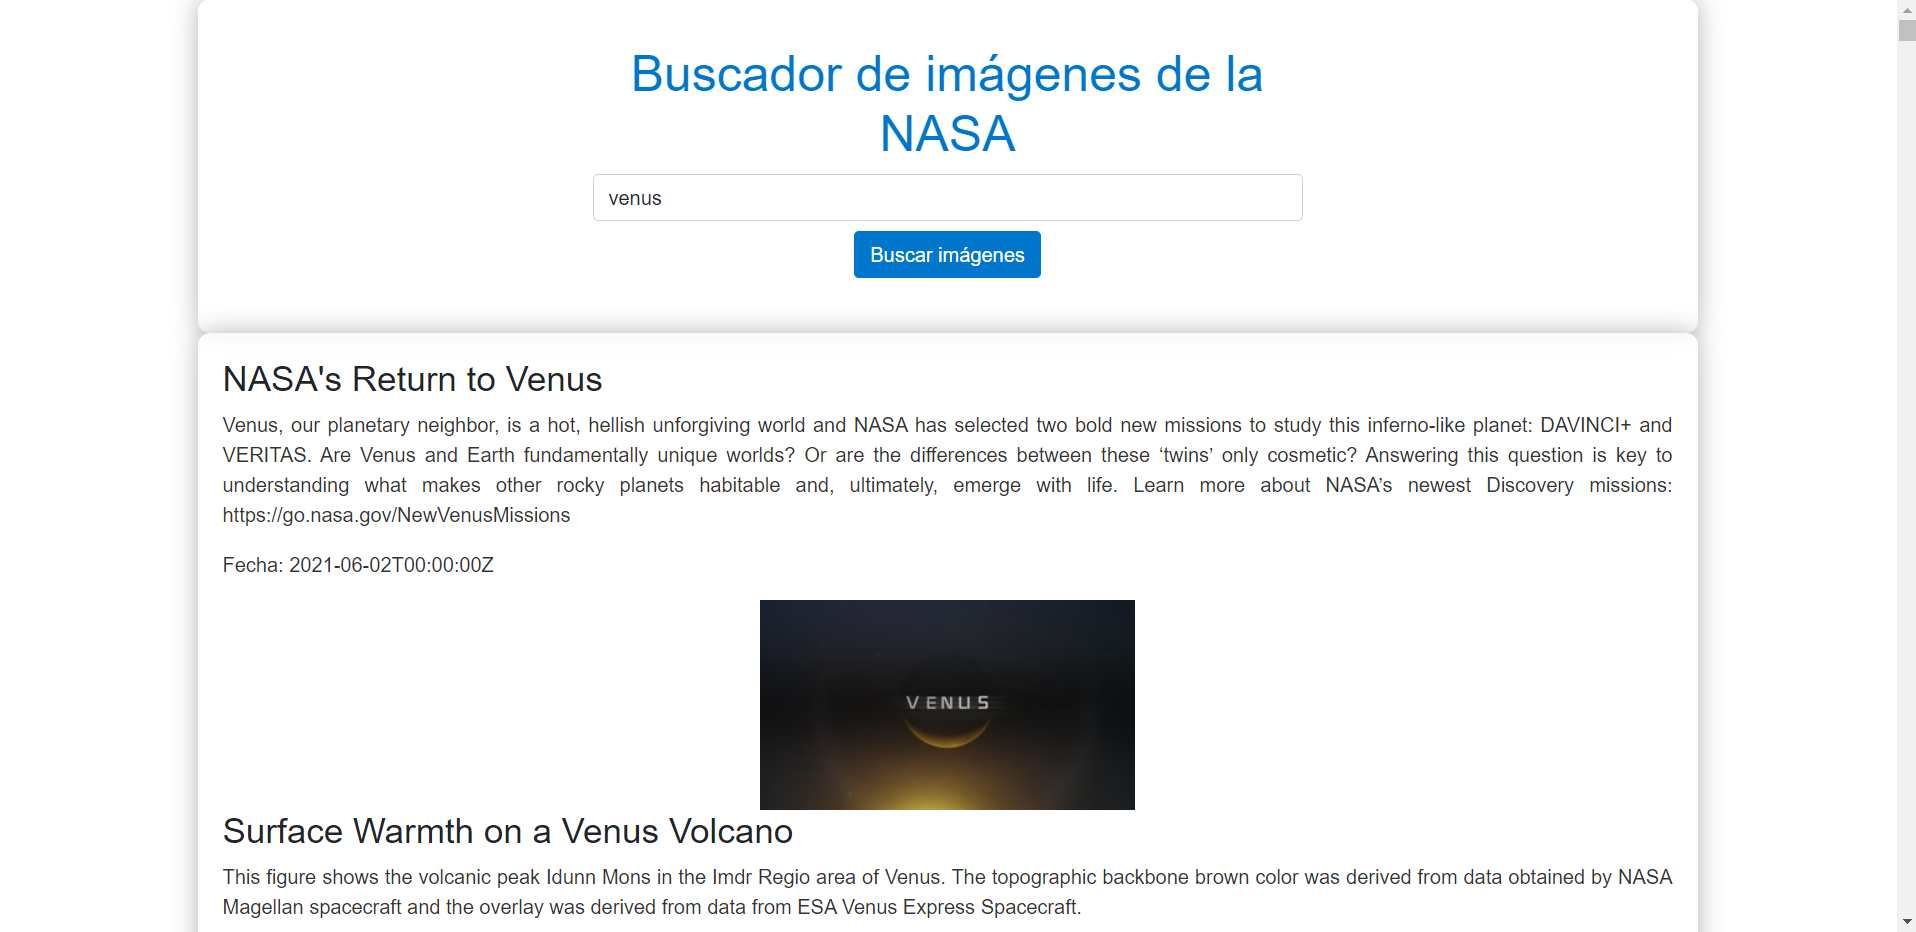 Buscador de imágenes de la
NASA
venus
Buscar imágenes
NASA's Return to Venus
Venus, our planetary neighbor, is a hot, hellish unforgiving world and NASA has selected two bold new missions to study this inferno-like planet: DAVINCI+ and
VERITAS. Are Venus and Earth fundamentally unique worlds? Or are the differences between these ‘twins’ only cosmetic? Answering this question is key to
understanding what makes other rocky planets habitable and, ultimately, emerge with life. Learn more about NASA’s newest Discovery missions:
https://go.nasa.gov/NewVenusMissions
Fecha: 2021-06-02T00:00:00Z
VENUS
Surface Warmth on a Venus Volcano
This figure shows the volcanic peak Idunn Mons in the Imdr Regio area of Venus. The topographic backbone brown color was derived from data obtained by NASA
Magellan spacecraft and the overlay was derived from data from ESA Venus Express Spacecraft.